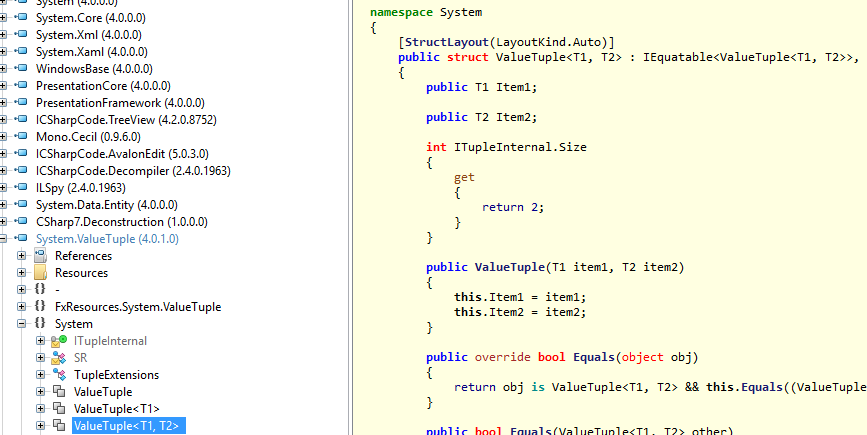 System (4.0.0.0)
System.Core (4.0.0.0)
System.Xml (4.0.0.0)
System.Xaml (4.0.0.0)
WindowsBase (4.0.0.0)
PresentationCore (4.0.0.0)
PresentationFramework (4.0.0.0)
ICSharpCode.TreeView (4.2.0.8752)
Mono.Cecil (0.9.6.0)
ICSharpCode.AvalonEdit (5.0.3.0)
ICSharpCode.Decompiler (2.4.0.1963)
ILSpy (2.4.0.1963)
System.Data.Entity (4.0.0.0)
CSharp7.Deconstruction (1.0.0.0)
System.ValueTuple (4.0.1.0)
References
Resources
{} -
{} FxResources.System.ValueTuple
{} System
ITupleInternal
SR
TupleExtensions
ValueTuple
ValueTuple<T1>
ValueTuple<T1, T2>
namespace System
{
[StructLayout(LayoutKind.Auto)]
public struct ValueTuple<T1, T2> : IEquatable<ValueTuple<T1, T2>>,
{
public T1 Item1;
public T2 Item2;
int ITupleInternal.Size
{
get
{
return 2;
}
}
public ValueTuple(T1 item1, T2 item2)
{
this.Item1 = item1;
this.Item2 = item2;
}
public override bool Equals(object obj)
{
return obj is ValueTuple<T1, T2> && this.Equals((ValueTuple
}
public bool Equals(ValueTuple<T1, T2> other)